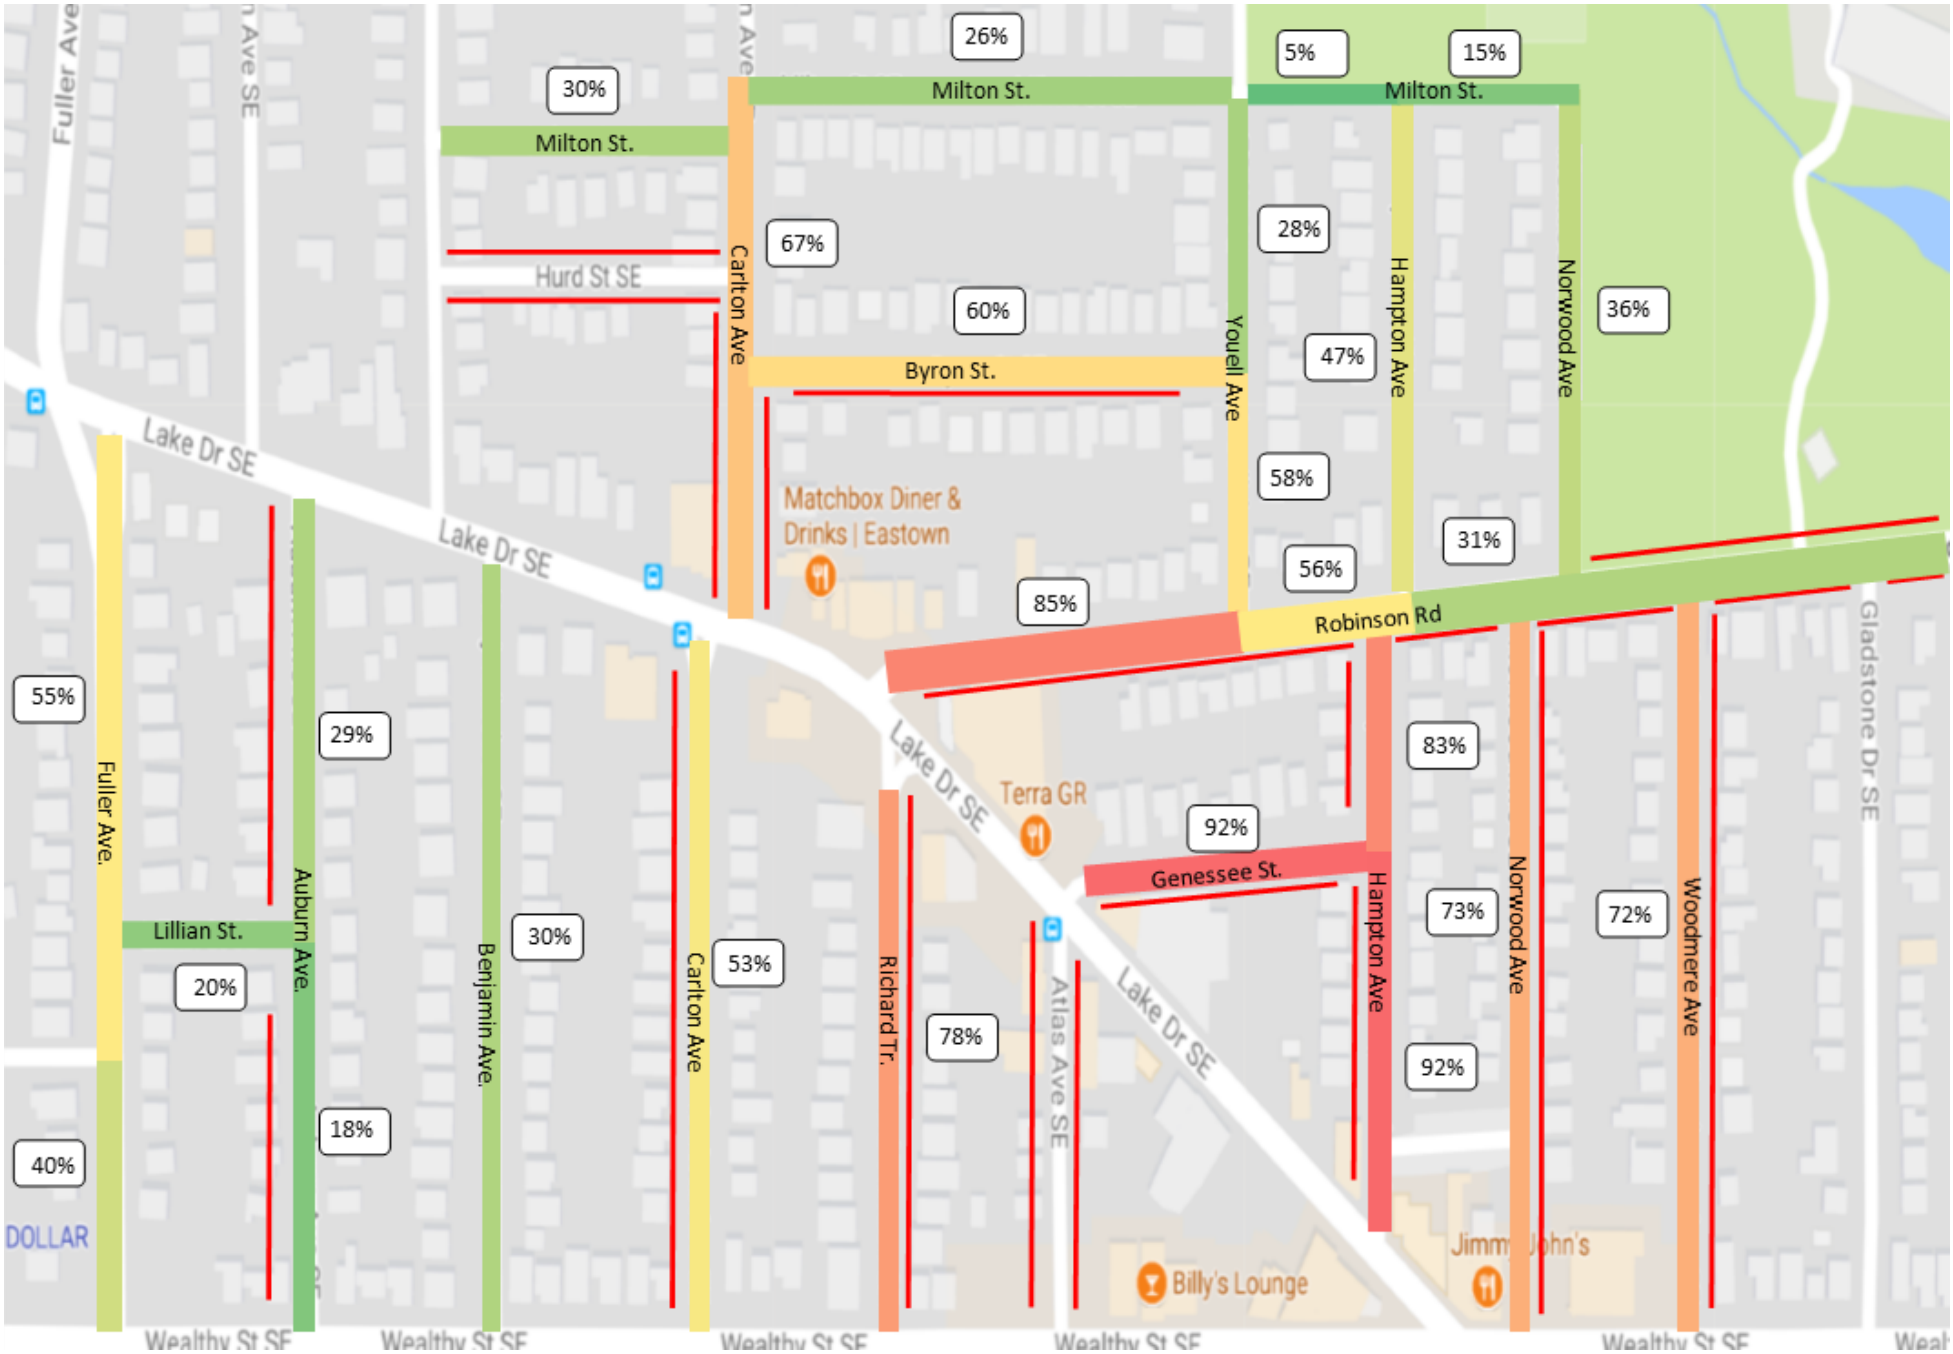 Fuller Ave
n Ave SE
n Ave
26%
5%
15%
30%
Milton St.
Milton St.
Milton St.
67%
28%
Hurd St SE
Carlton Ave
Hampton Ave
Norwood Ave
36%
60%
Youell Ave
47%
Byron St.
Lake Dr SE
Matchbox Diner &
Drinks | Eastown
58%
Lake Dr SE
31%
56%
85%
Robinson Rd
Gladstone Dr SE
55%
29%
Lake Dr SE
83%
Fuller Ave.
Terra GR
92%
Genessee St.
Auburn Ave.
Lillian St.
30%
Benjamin Ave.
Carlton Ave
53%
Richard Tr.
Hampton Ave
73%
Norwood Ave
72%
Woodmere Ave
20%
78%
Atlas Ave SE
Lake Dr SE
92%
18%
40%
DOLLAR
Jimmy John's
Billy's Lounge
Wealthy St SE
Wealthy St SE
Wealthy St SE
Wealthy St SE
Wealthy St SE
Weal